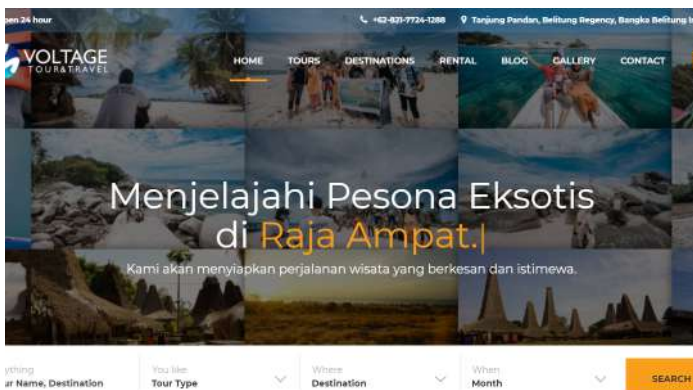 open 24 hour
+62-831-7724-1288
Tanjung Pandan, Belitung Regency, Bangka Belitung
VOLTAGE
TOUR&TRAVEL
HOME TOURS DESTINATIONS RENTAL BLOG GALLERY CONTACT
Menjelajahi Pesona Eksotis
di Raja Ampat.|
Kami akan menyiapkan perjalanan wisata yang berkesan dan istimewa.
ything You like Where When
ur Name, Destination Tour Type Destination Month SEARCH